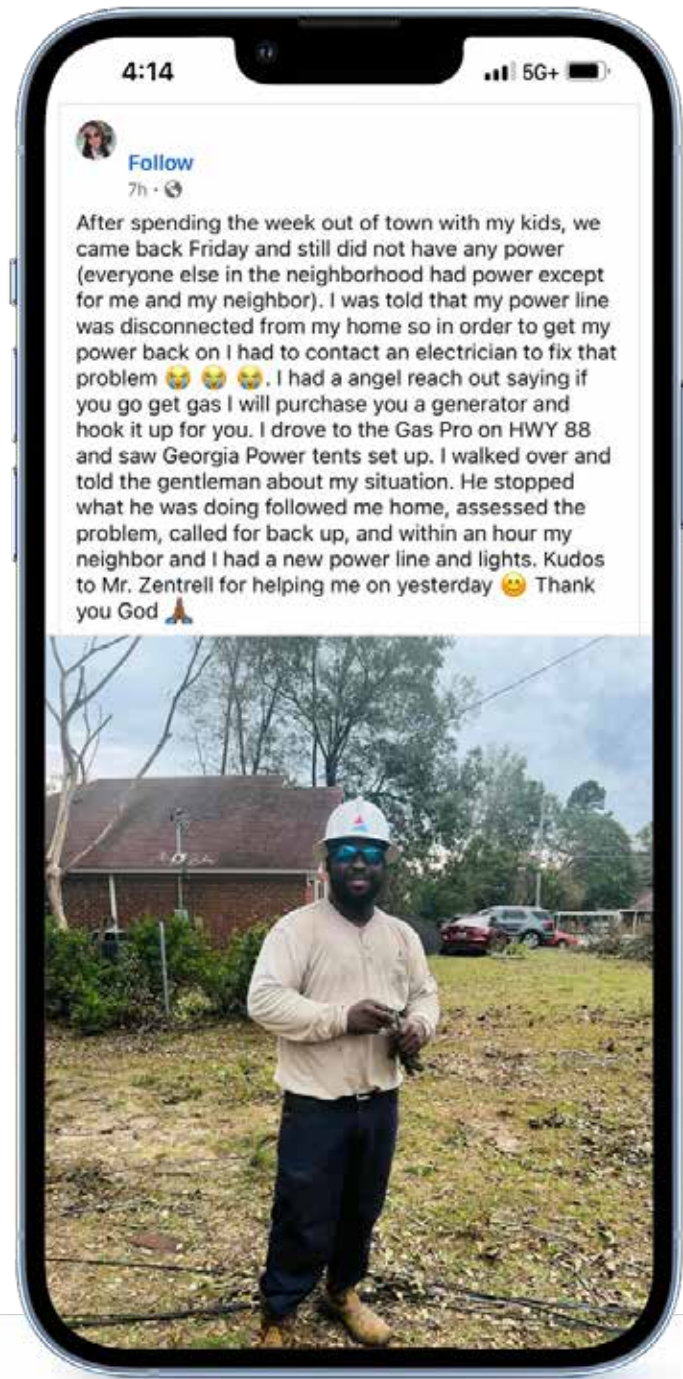 4:14
5G+
Follow
7h ·
After spending the week out of town with my kids, we
came back Friday and still did not have any power
(everyone else in the neighborhood had power except
for me and my neighbor). I was told that my power line
was disconnected from my home so in order to get my
power back on I had to contact an electrician to fix that
problem 😭 😭 😭. I had a angel reach out saying if
you go get gas I will purchase you a generator and
hook it up for you. I drove to the Gas Pro on HWY 88
and saw Georgia Power tents set up. I walked over and
told the gentleman about my situation. He stopped
what he was doing followed me home, assessed the
problem, called for back up, and within an hour my
neighbor and I had a new power line and lights. Kudos
to Mr. Zentrell for helping me on yesterday 😊 Thank
you God 🙏🏾